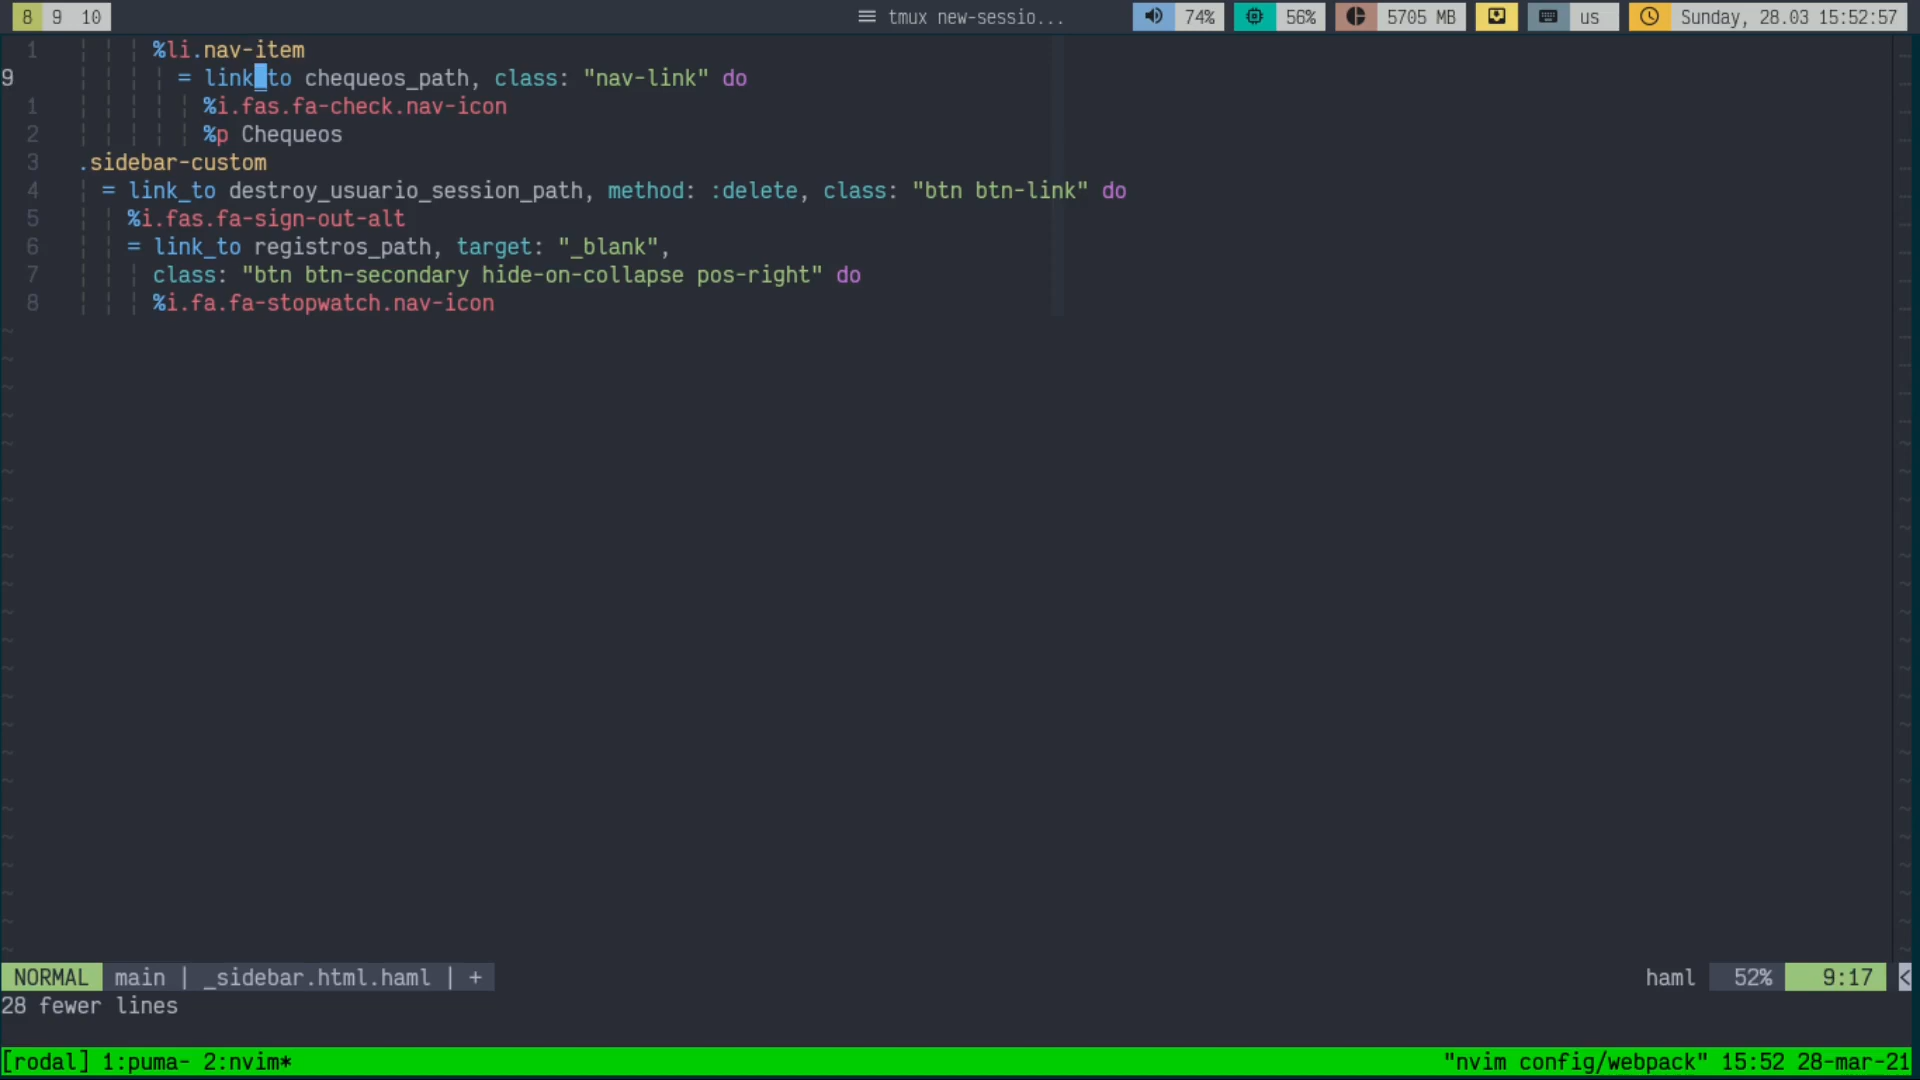 8 9 10 tmux new-sessio... 74% 56% 5705 MB us Sunday, 28.03 15:52:57
1 %li.nav-item
9 = link_to chequeos_path, class: "nav-link" do
1 %i.fas.fa-check.nav-icon
2 %p Chequeos
3 .sidebar-custom
4 = link_to destroy_usuario_session_path, method: :delete, class: "btn btn-link" do
5 %i.fas.fa-sign-out-alt
6 = link_to registros_path, target: "_blank",
7 class: "btn btn-secondary hide-on-collapse pos-right" do
8 %i.fa.fa-stopwatch.nav-icon
NORMAL main | _sidebar.html.haml | + haml 52% 9:17 <
28 fewer lines
[rodal] 1:puma- 2:nvim* "nvim config/webpack" 15:52 28-mar-21